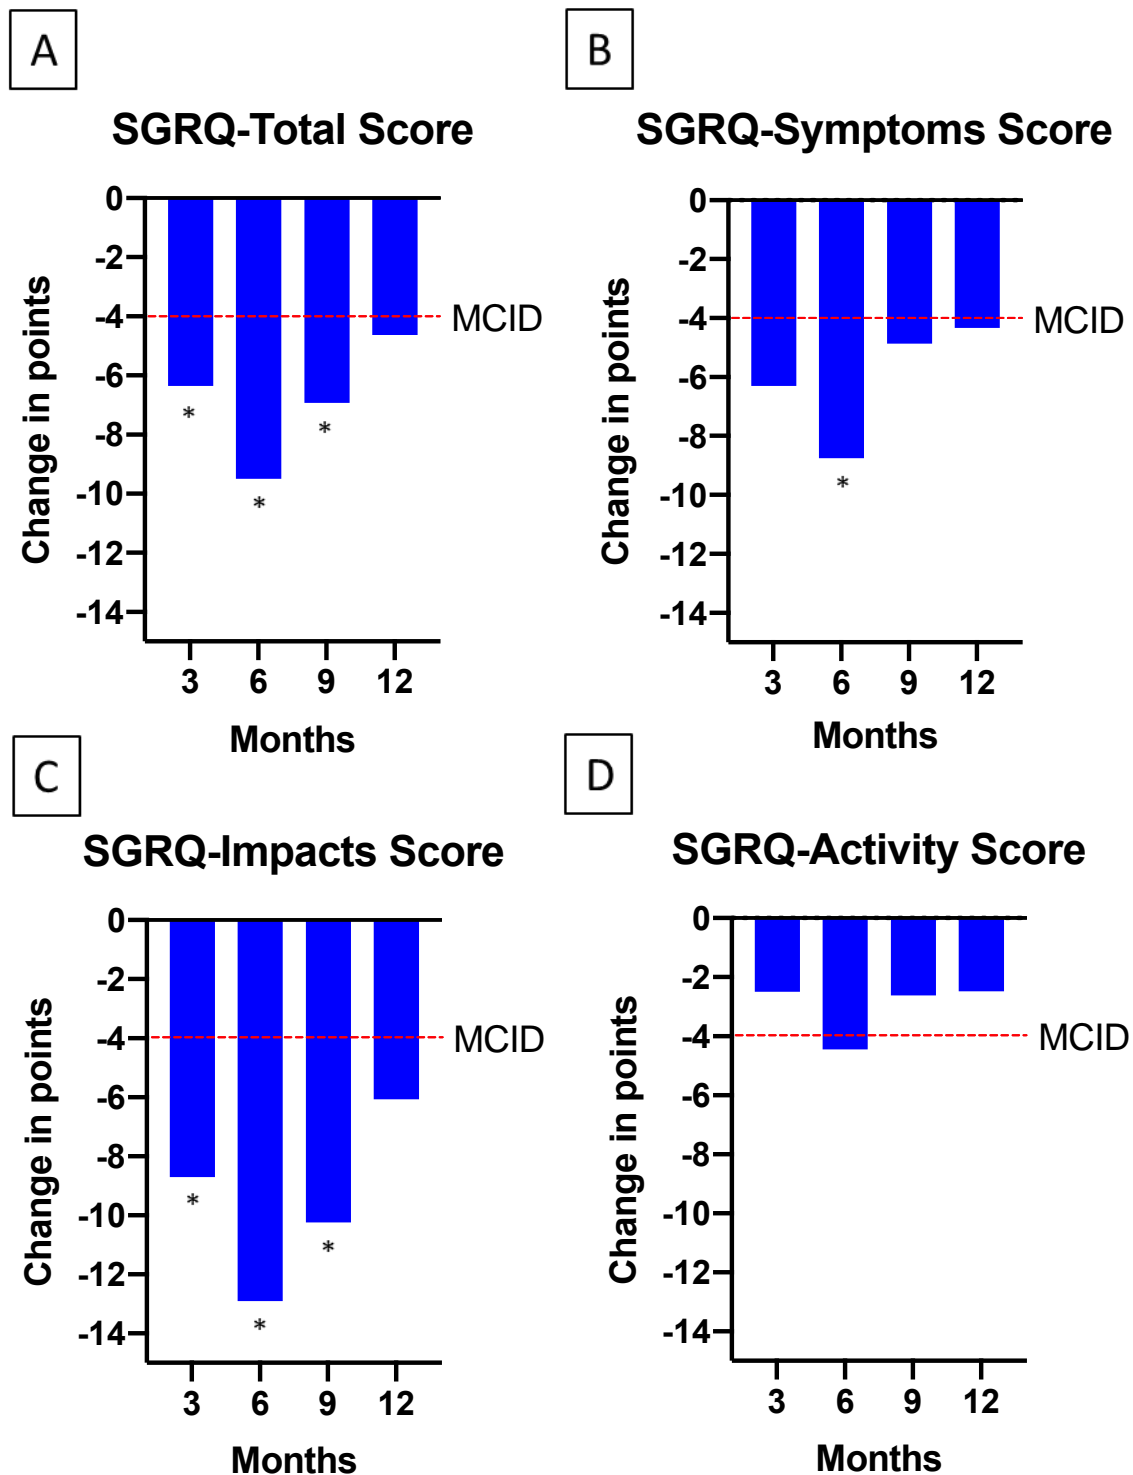 A
SGRQ-Total Score
0
-2
-4
-6
-8
-10
-12
-14
Change in points
MCID
*
*
*
3 6 9 12
Months
B
SGRQ-Symptoms Score
0
-2
-4
-6
-8
-10
-12
-14
Change in points
MCID
*
3 6 9 12
Months
C
SGRQ-Impacts Score
0
-2
-4
-6
-8
-10
-12
-14
Change in points
MCID
*
*
*
3 6 9 12
Months
D
SGRQ-Activity Score
0
-2
-4
-6
-8
-10
-12
-14
Change in points
MCID
3 6 9 12
Months